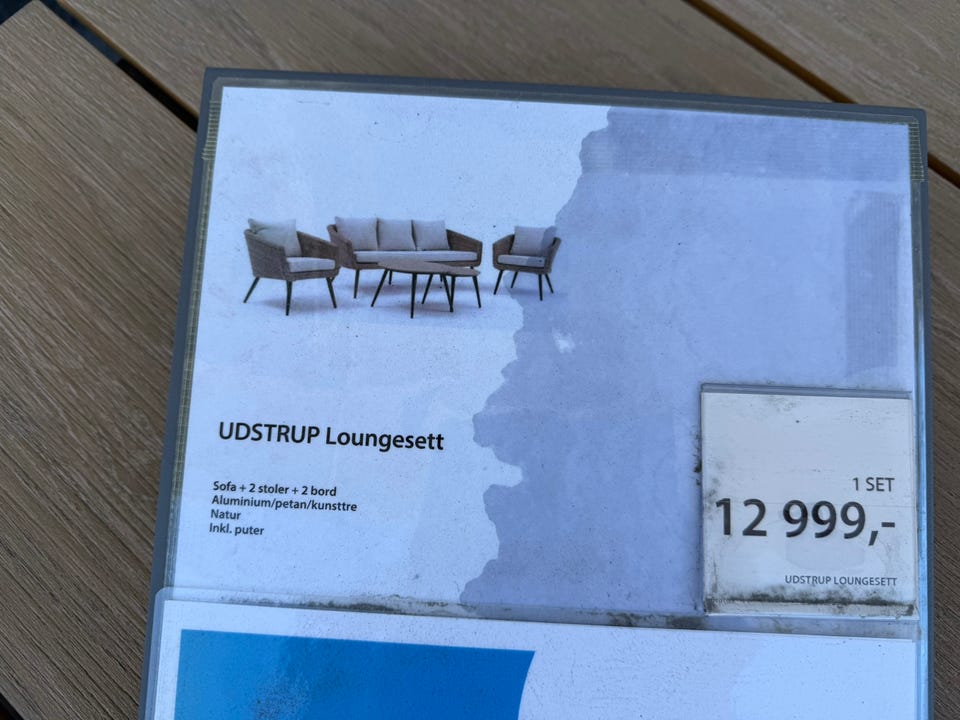 UDSTRUP Loungesett
Sofa + 2 stoler + 2 bord
Aluminium/petan/kunsttre
Natur
Inkl. puter
1 SET
12 999,-
UDSTRUP LOUNGESETT